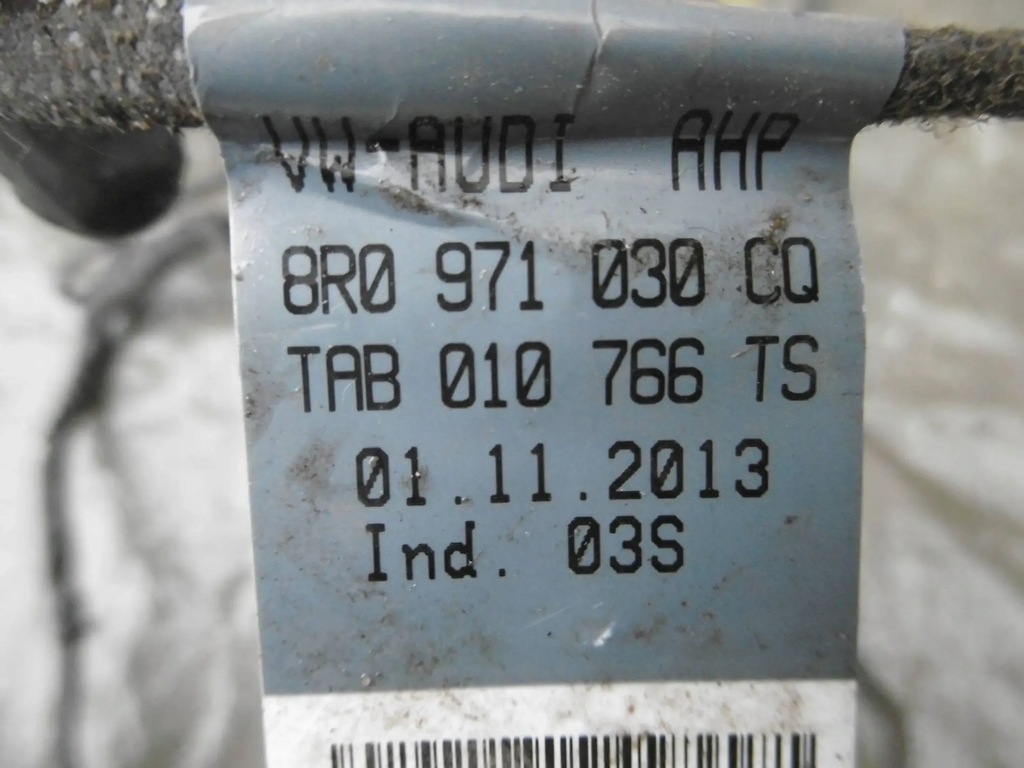 VW-AUDI AHP
8R0 971 030 CQ
TAB 010 766 TS
01.11.2013
Ind. 03S